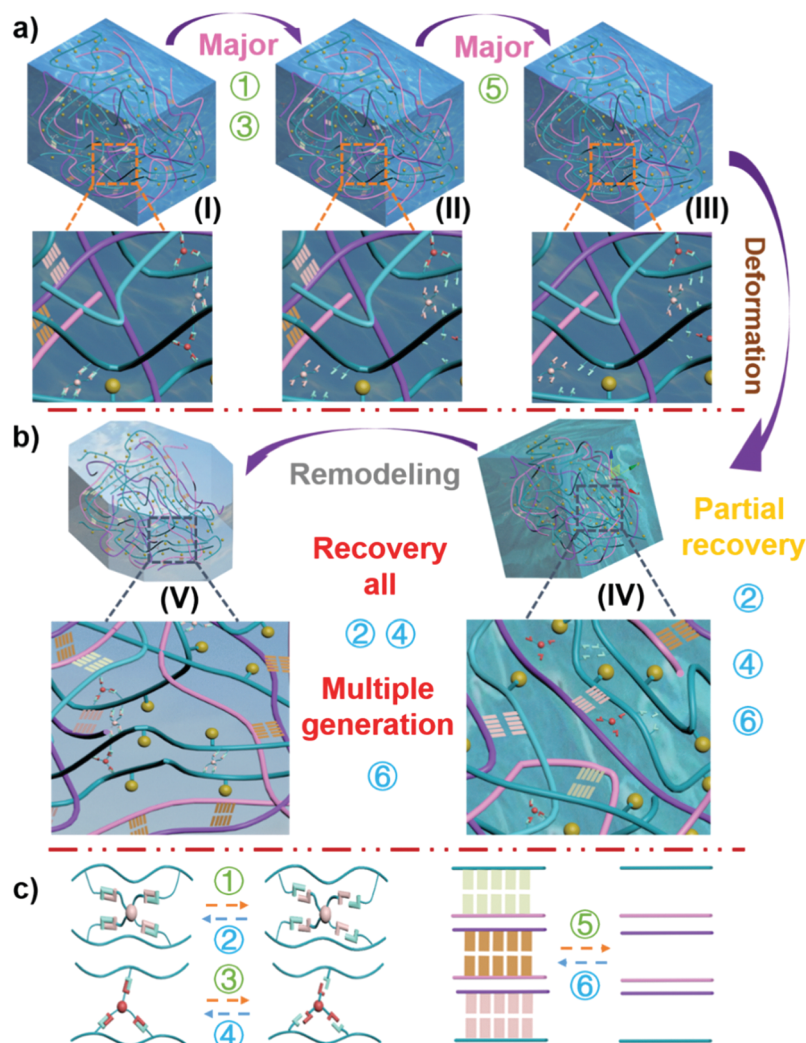 a)
Major
①
③
Major
⑤
(I)
(II)
(III)
Deformation
b)
Remodeling
Recovery
all
② ④
Multiple
generation
⑥
Partial
recovery
②
④
⑥
(V)
(IV)
c)
①
②
③
④
⑤
⑥